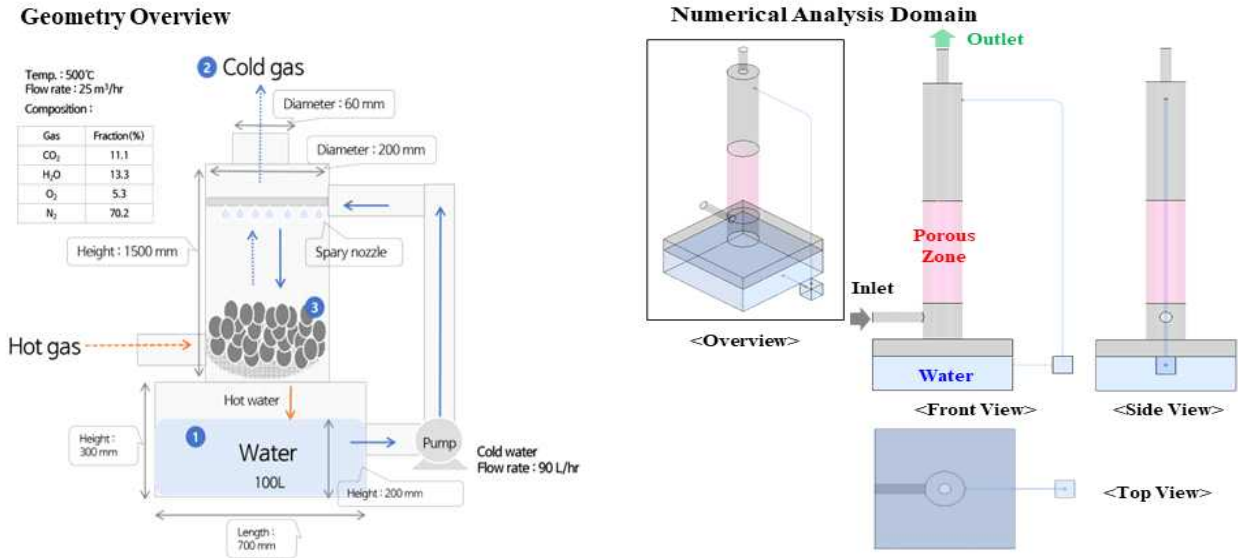 Geometry Overview
Temp. : 500℃
Flow rate : 25 m³/hr
Composition :
Gas Fraction(%)
CO₂ 11.1
H₂O 13.3
O₂ 5.3
N₂ 70.2
2 Cold gas
Diameter : 60 mm
Diameter : 200 mm
Height : 1500 mm
Spary nozzle
3
Hot gas
Hot water
Height : 300 mm
1
Water
100L
Pump
Cold water
Flow rate : 90 L/hr
Height : 200 mm
Length : 700 mm
Numerical Analysis Domain
Outlet
Porous
Zone
Inlet
<Overview>
Water
<Front View>
<Side View>
<Top View>